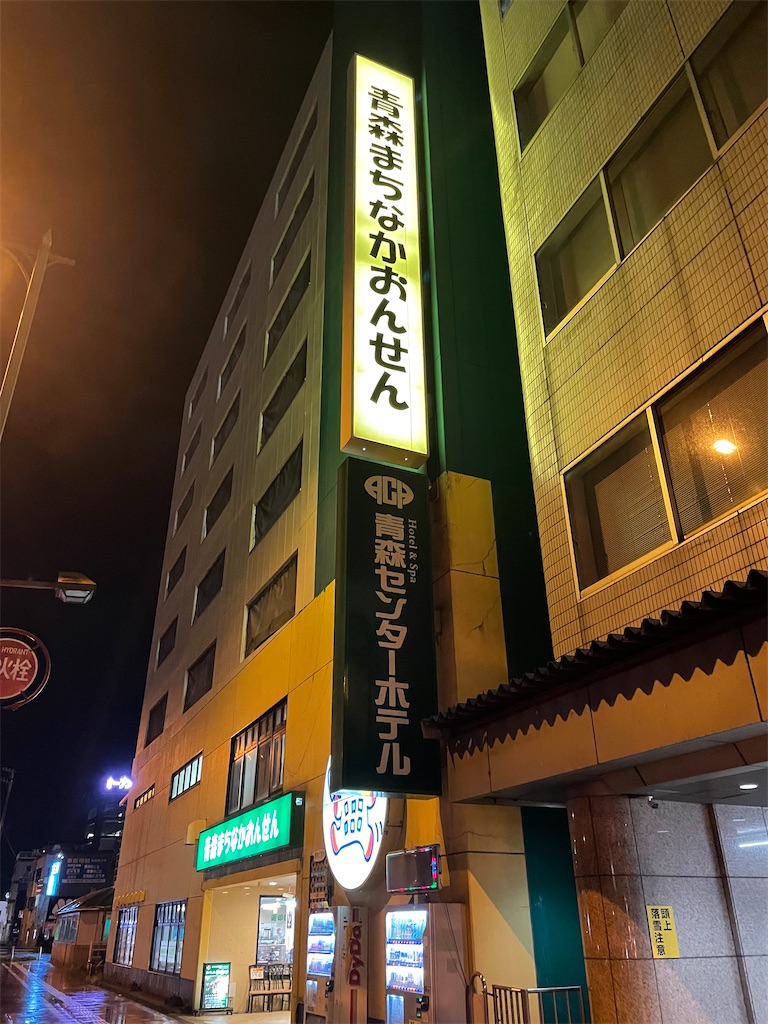 青森まちなかおんせん
AGP
Hotel & Spa
青森センターホテル
HYDRANT
火栓
青森まちなかおんせん
DyDo
頭上
落雪注意